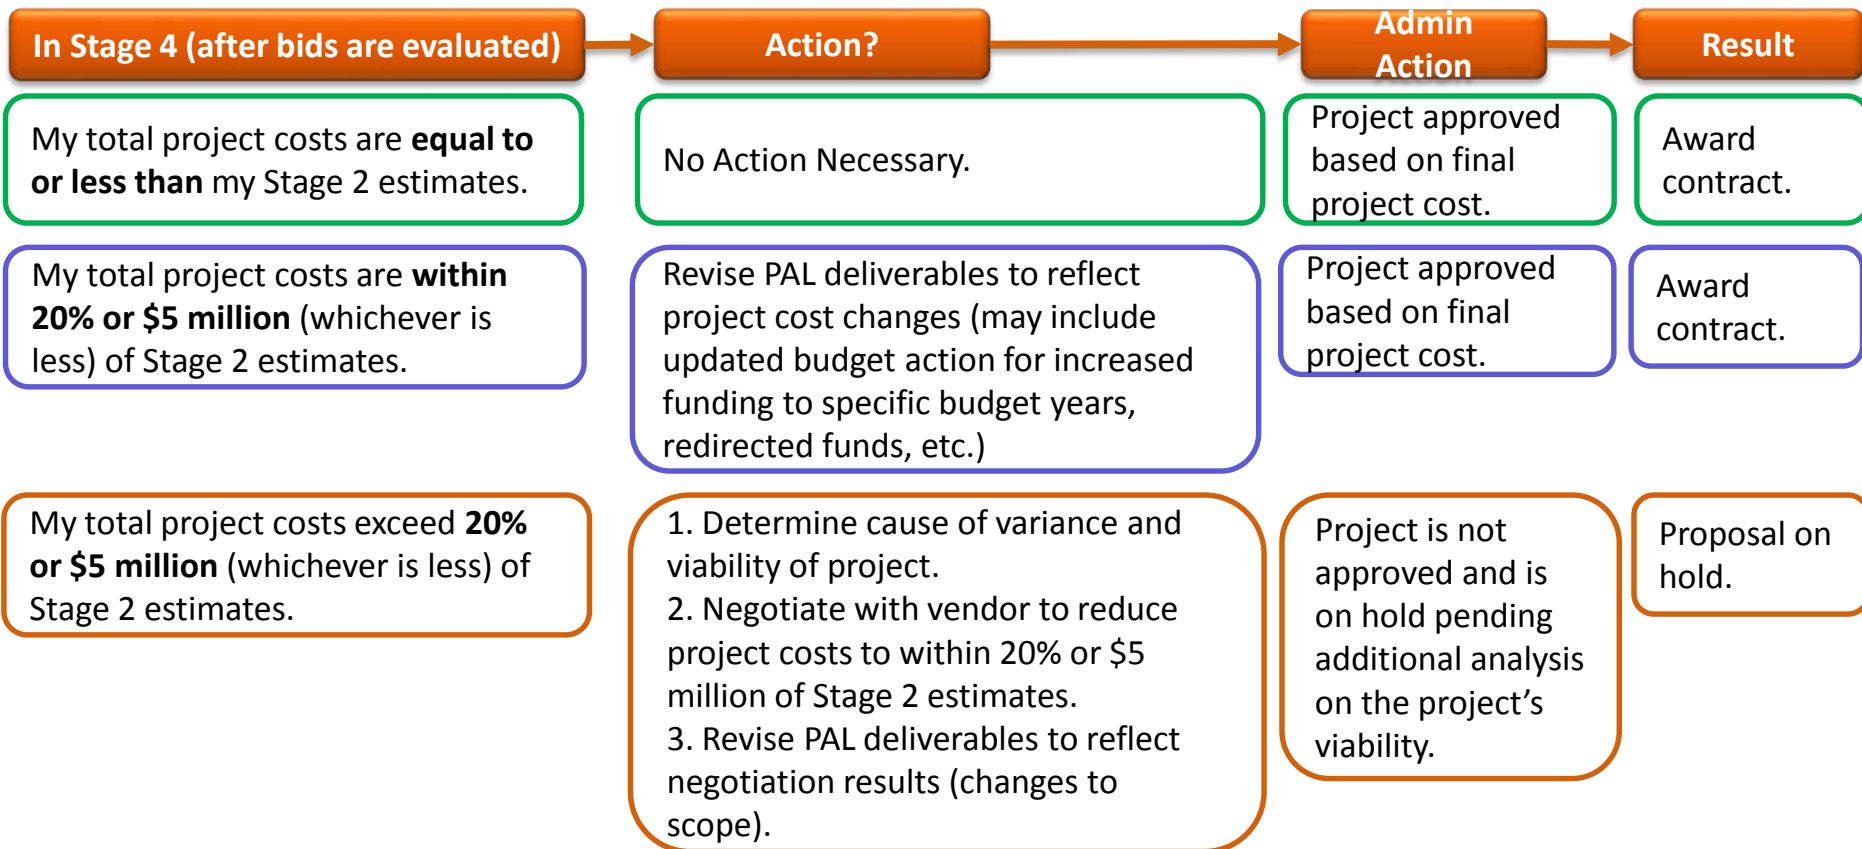 In Stage 4 (after bids are evaluated)
Action?
Admin
Action
Result
My total project costs are equal to
or less than my Stage 2 estimates.
No Action Necessary.
Project approved
based on final
project cost.
Award
contract.
My total project costs are within
20% or $5 million (whichever is
less) of Stage 2 estimates.
Revise PAL deliverables to reflect
project cost changes (may include
updated budget action for increased
funding to specific budget years,
redirected funds, etc.)
Project approved
based on final
project cost.
Award
contract.
My total project costs exceed 20%
or $5 million (whichever is less) of
Stage 2 estimates.
1. Determine cause of variance and
viability of project.
2. Negotiate with vendor to reduce
project costs to within 20% or $5
million of Stage 2 estimates.
3. Revise PAL deliverables to reflect
negotiation results (changes to
scope).
Project is not
approved and is
on hold pending
additional analysis
on the project’s
viability.
Proposal on
hold.